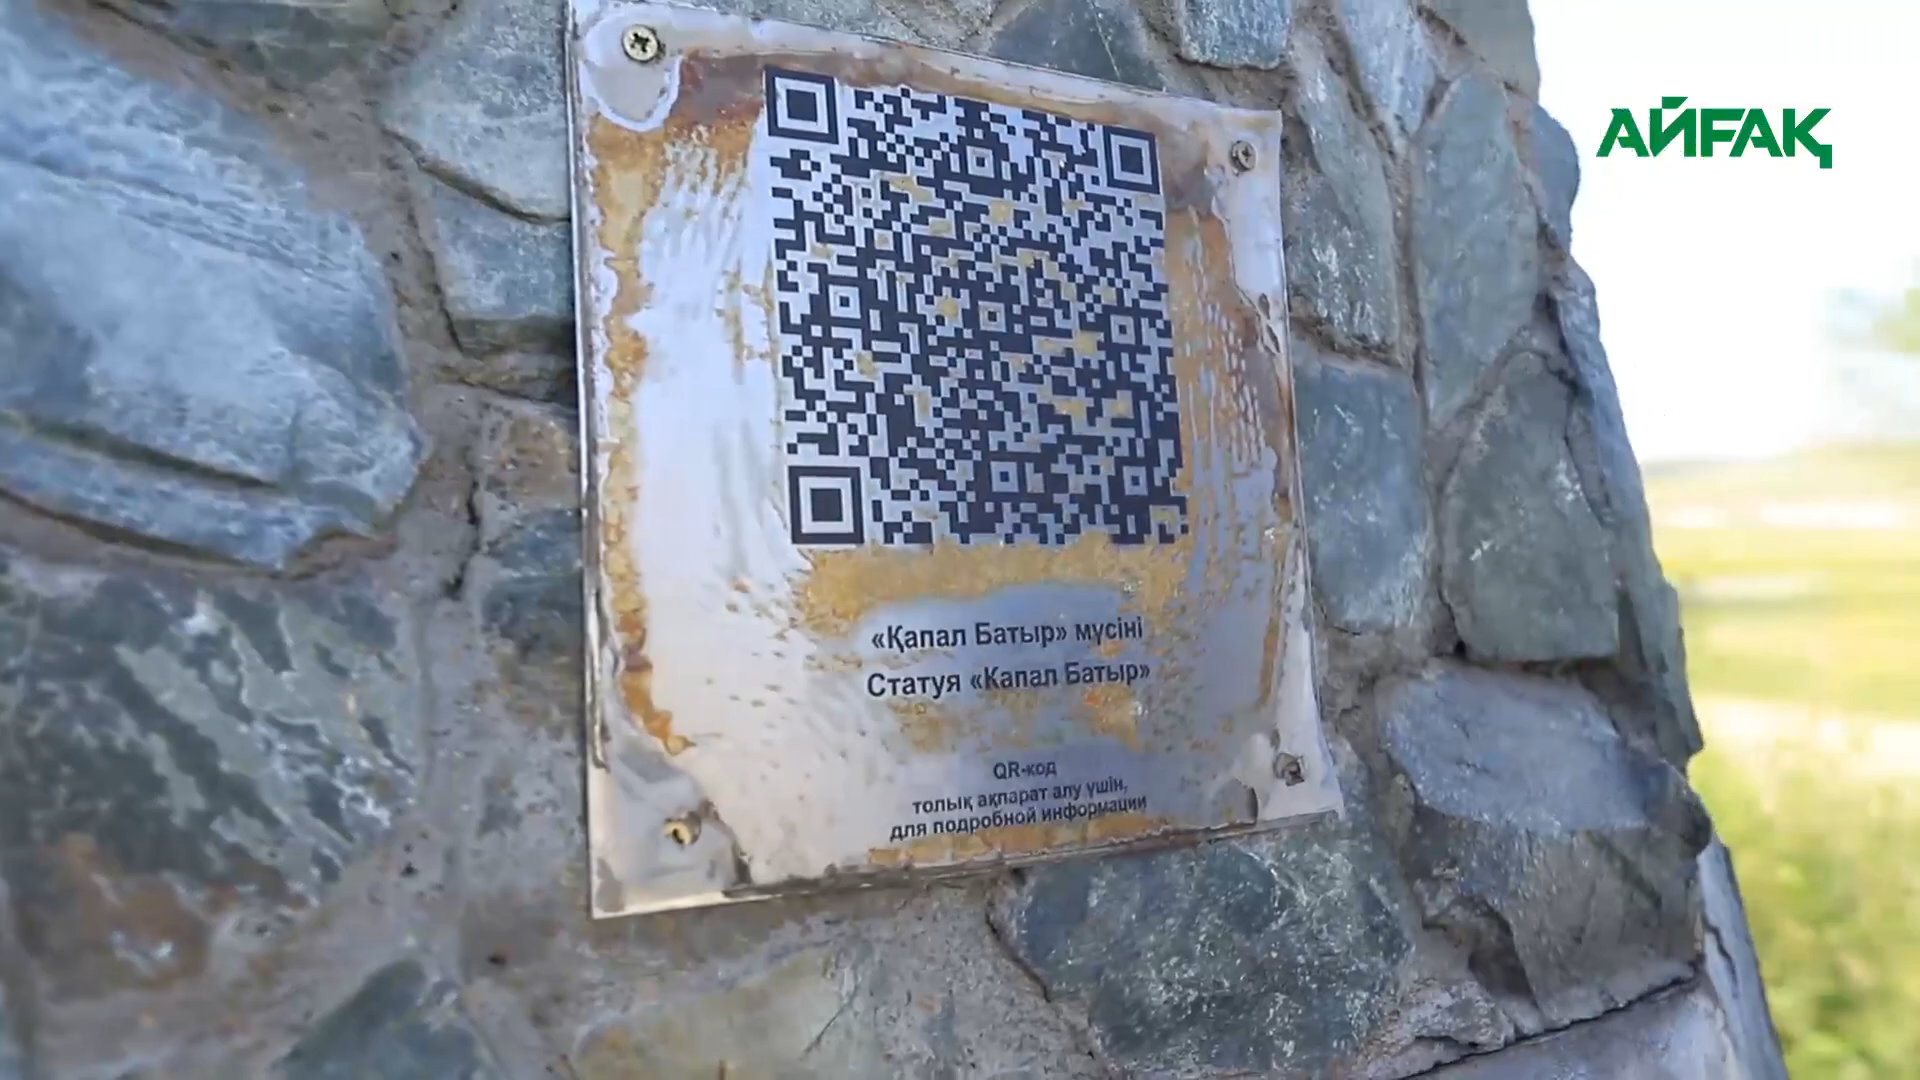 АЙҒАҚ
«Қапал Батыр» мүсіні
Статуя «Капал Батыр»
QR-код
толық ақпарат алу үшін,
для подробной информации